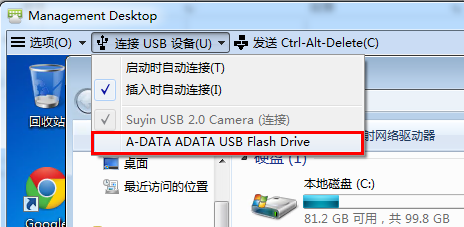 Management Desktop
选项(O) 连接 USB 设备(U) 发送 Ctrl-Alt-Delete(C)
启动时自动连接(T)
插入时自动连接(I)
Suyin USB 2.0 Camera (连接)
A-DATA ADATA USB Flash Drive
回收站
网络驱动器
桌面
硬盘 (1)
最近访问的位置
本地磁盘 (C:)
Google
81.2 GB 可用，共 99.8 G